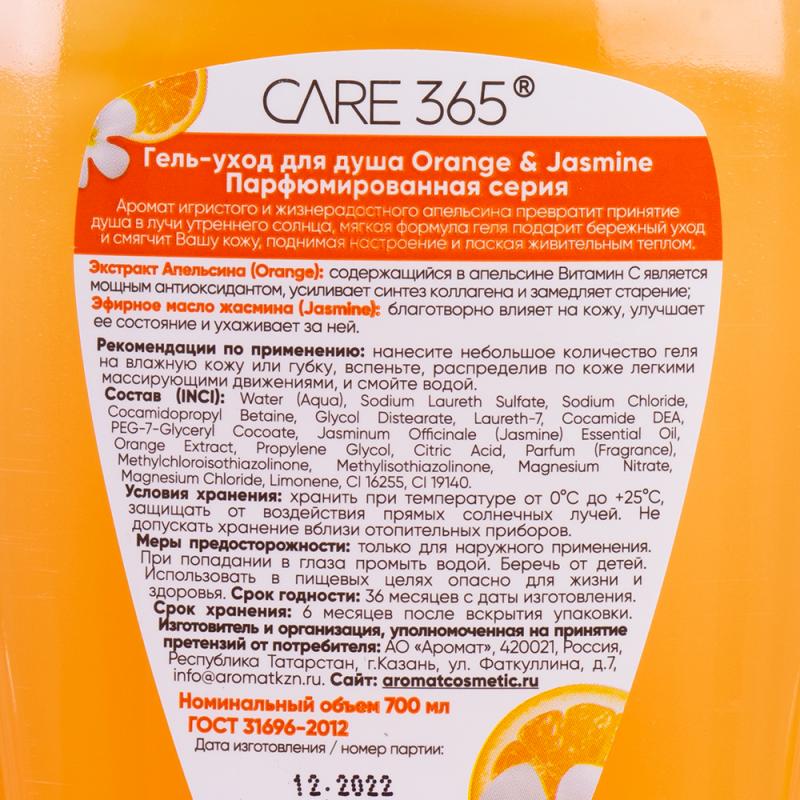 CARE 365®
Гель-уход для душа Orange & Jasmine
Парфюмированная серия
Аромат игристого и жизнерадостного апельсина превратит принятие
душа в лучи утреннего солнца, мягкая формула геля подарит бережный уход
и смягчит Вашу кожу, поднимая настроение и лаская живительным теплом.
Экстракт Апельсина (Orange): содержащийся в апельсине Витамин С является
мощным антиоксидантом, усиливает синтез коллагена и замедляет старение;
Эфирное масло жасмина (Jasmine): благотворно влияет на кожу, улучшает
ее состояние и ухаживает за ней.
Рекомендации по применению: нанесите небольшое количество геля
на влажную кожу или губку, вспеньте, распределив по коже легкими
массирующими движениями, и смойте водой.
Состав (INCI): Water (Aqua), Sodium Laureth Sulfate, Sodium Chloride,
Cocamidopropyl Betaine, Glycol Distearate, Laureth-7, Cocamide DEA,
PEG-7-Glyceryl Cocoate, Jasminum Officinale (Jasmine) Essential Oil,
Orange Extract, Propylene Glycol, Citric Acid, Parfum (Fragrance),
Methylchloroisothiazolinone, Methylisothiazolinone, Magnesium Nitrate,
Magnesium Chloride, Limonene, CI 16255, CI 19140.
Условия хранения: хранить при температуре от 0°С до +25°С,
защищать от воздействия прямых солнечных лучей. Не
допускать хранение вблизи отопительных приборов.
Меры предосторожности: только для наружного применения.
При попадании в глаза промыть водой. Беречь от детей.
Использовать в пищевых целях опасно для жизни и
здоровья. Срок годности: 36 месяцев с даты изготовления.
Срок хранения: 6 месяцев после вскрытия упаковки.
Изготовитель и организация, уполномоченная на принятие
претензий от потребителя: АО «Аромат», 420021, Россия,
Республика Татарстан, г.Казань, ул. Фаткуллина, д.7,
info@aromatkzn.ru. Сайт: aromatcosmetic.ru
Номинальный объем 700 мл
ГОСТ 31696-2012
Дата изготовления / номер партии:
12.2022